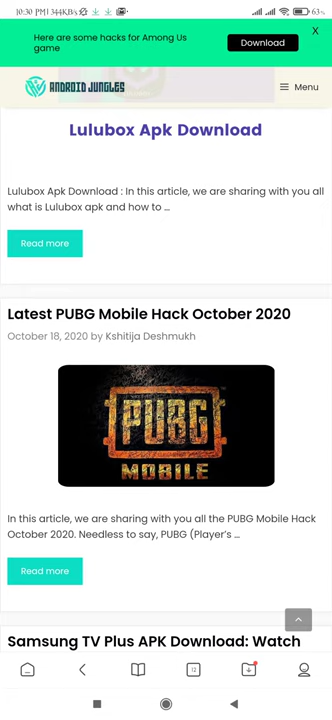 10:30 PM | 344KB/s
63
Here are some hacks for Among Us
game
Download
X
ANDROID JUNGLES
Menu
Lulubox Apk Download
Lulubox Apk Download : In this article, we are sharing with you all
what is Lulubox apk and how to ...
Read more
Latest PUBG Mobile Hack October 2020
October 18, 2020 by Kshitija Deshmukh
PUBG
MOBILE
In this article, we are sharing with you all the PUBG Mobile Hack
October 2020. Needless to say, PUBG (Player's ...
Read more
Samsung TV Plus APK Download: Watch
12